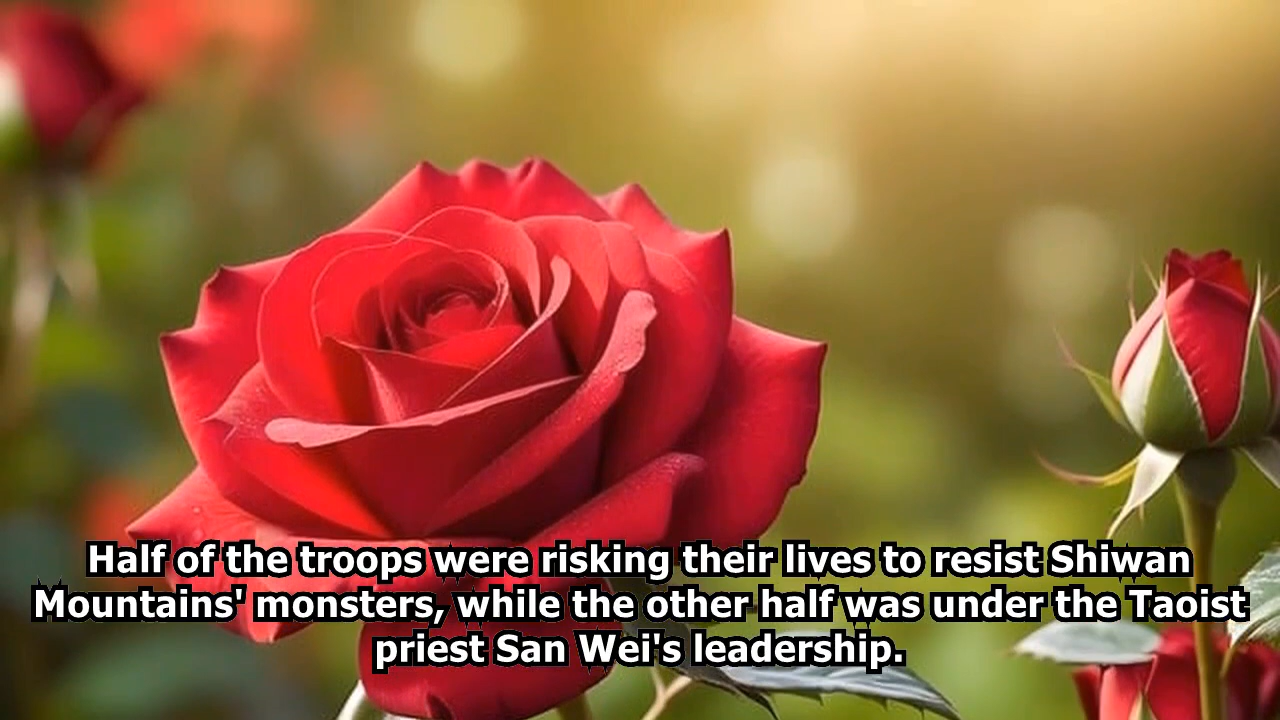 Half of the troops were risking their lives to resist Shiwan
Mountains' monsters, while the other half was under the Taoist
priest San Wei's leadership.